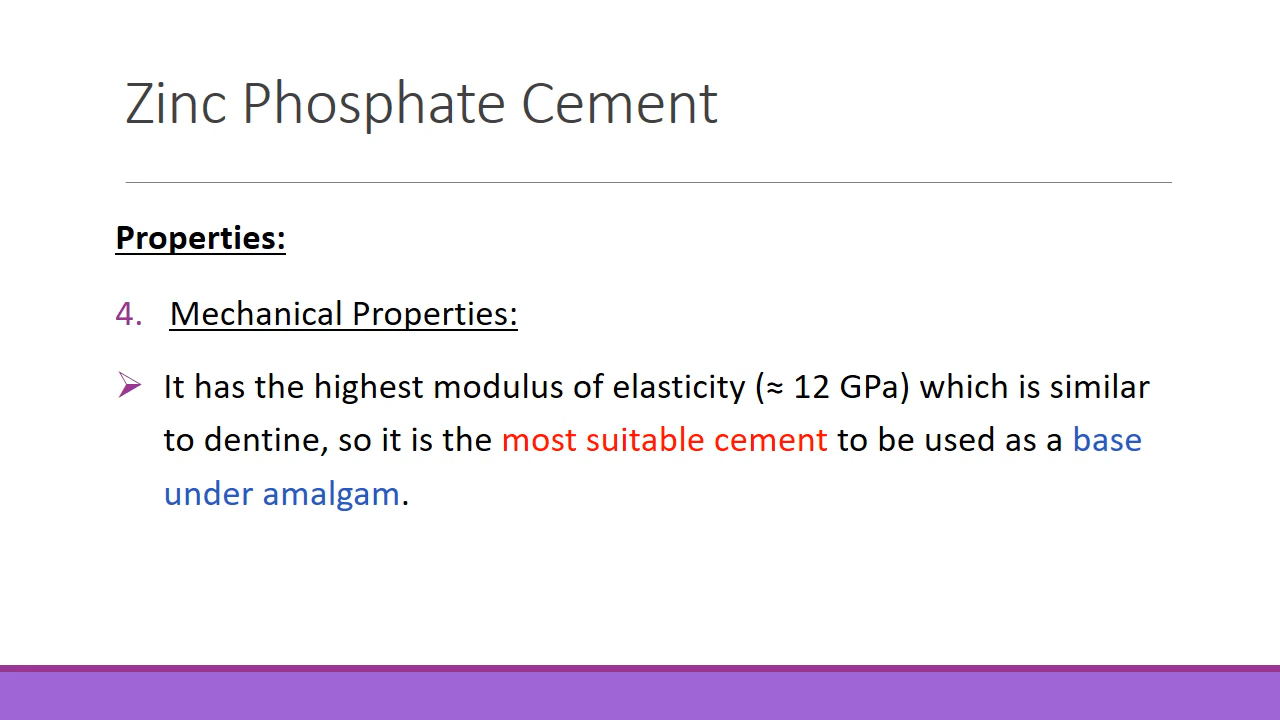 Zinc Phosphate Cement
Properties:
4. Mechanical Properties:
It has the highest modulus of elasticity (≈ 12 GPa) which is similar
to dentine, so it is the most suitable cement to be used as a base
under amalgam.